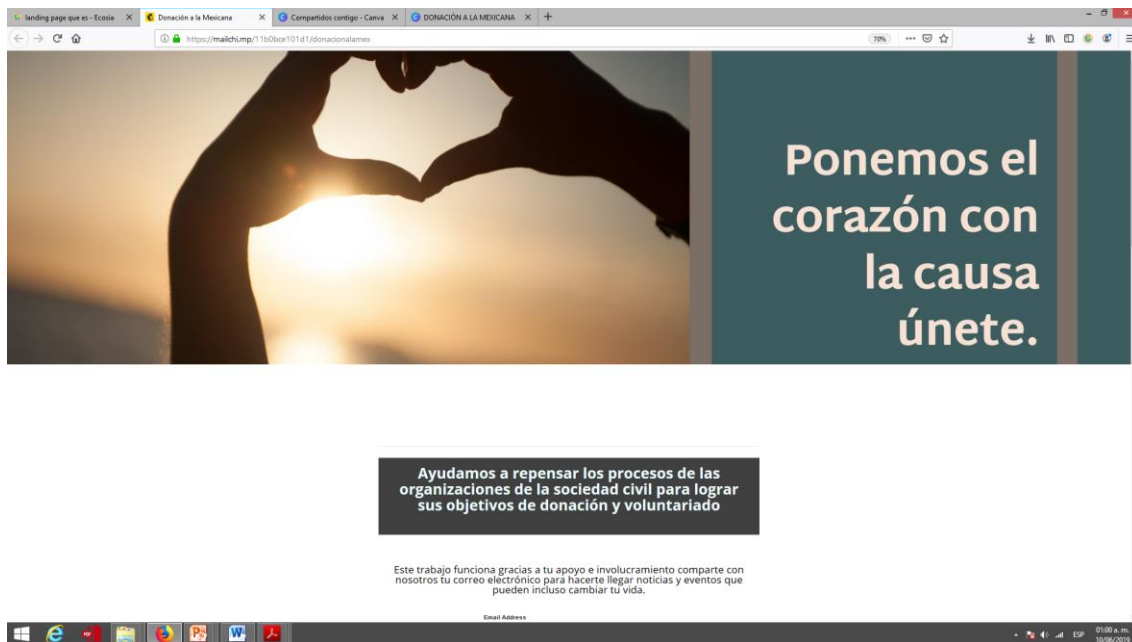 landing page que es - Ecosia
Donación a la Mexicana
Compartidos contigo - Canva
DONACIÓN A LA MEXICANA
https://mailchi.mp/11b0bce101d1/donacionalamex
70%
Ponemos el
corazón con
la causa
únete.
Ayudamos a repensar los procesos de las
organizaciones de la sociedad civil para lograr
sus objetivos de donación y voluntariado
Este trabajo funciona gracias a tu apoyo e involucramiento comparte con
nosotros tu correo electrónico para hacerte llegar noticias y eventos que
pueden incluso cambiar tu vida.
Email Address
ESP
01:00 a. m.
10/06/2019